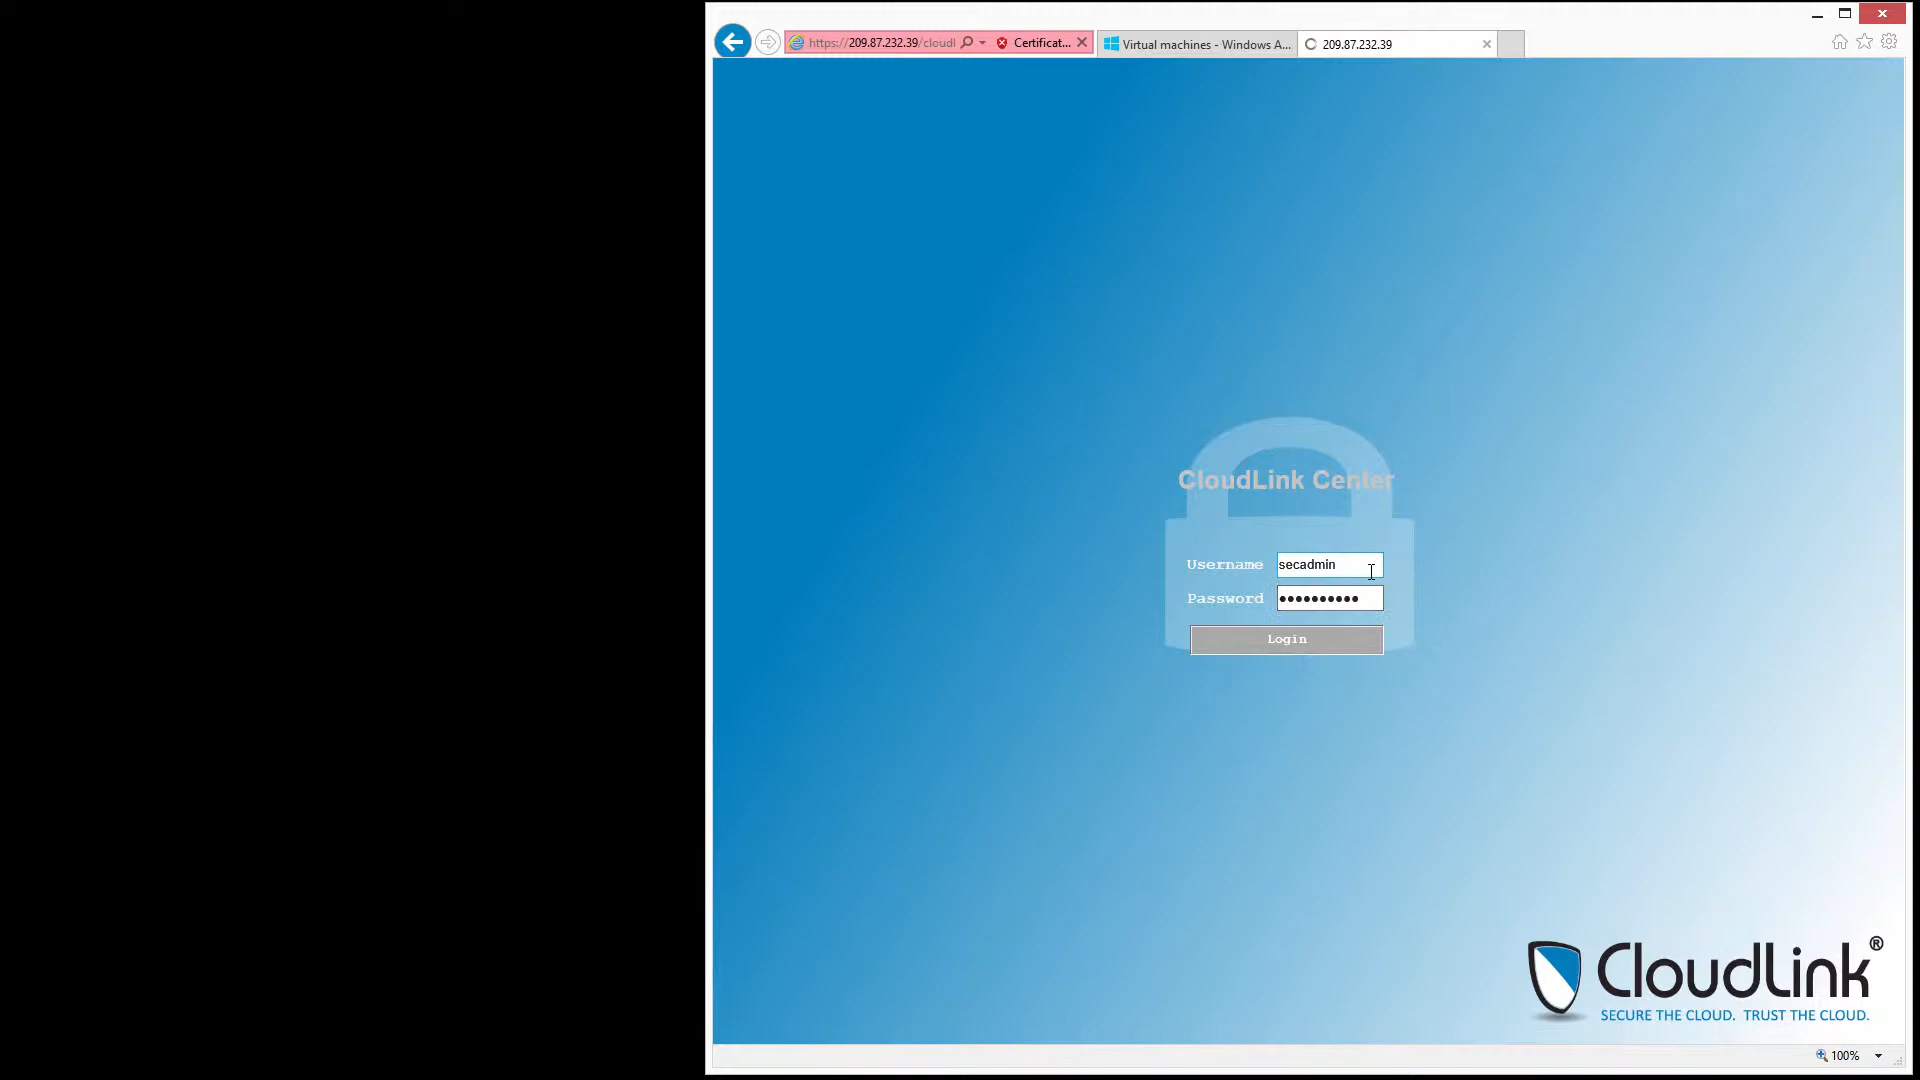 https://209.87.232.39/cloudl
Certificat...
Virtual machines - Windows A...
209.87.232.39
CloudLink Center
Username
secadmin
Password
●●●●●●●●●●
Login
CloudLink®
SECURE THE CLOUD. TRUST THE CLOUD.
100%